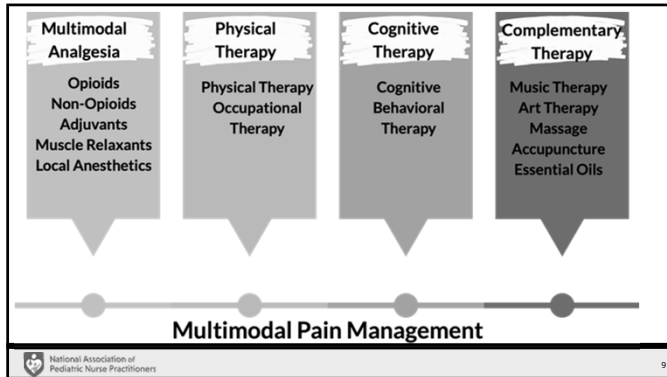 Multimodal
Analgesia
Opioids
Non-Opioids
Adjuvants
Muscle Relaxants
Local Anesthetics
Physical
Therapy
Physical Therapy
Occupational
Therapy
Cognitive
Therapy
Cognitive
Behavioral
Therapy
Complementary
Therapy
Music Therapy
Art Therapy
Massage
Accupuncture
Essential Oils
Multimodal Pain Management
National Association of
Pediatric Nurse Practitioners
9